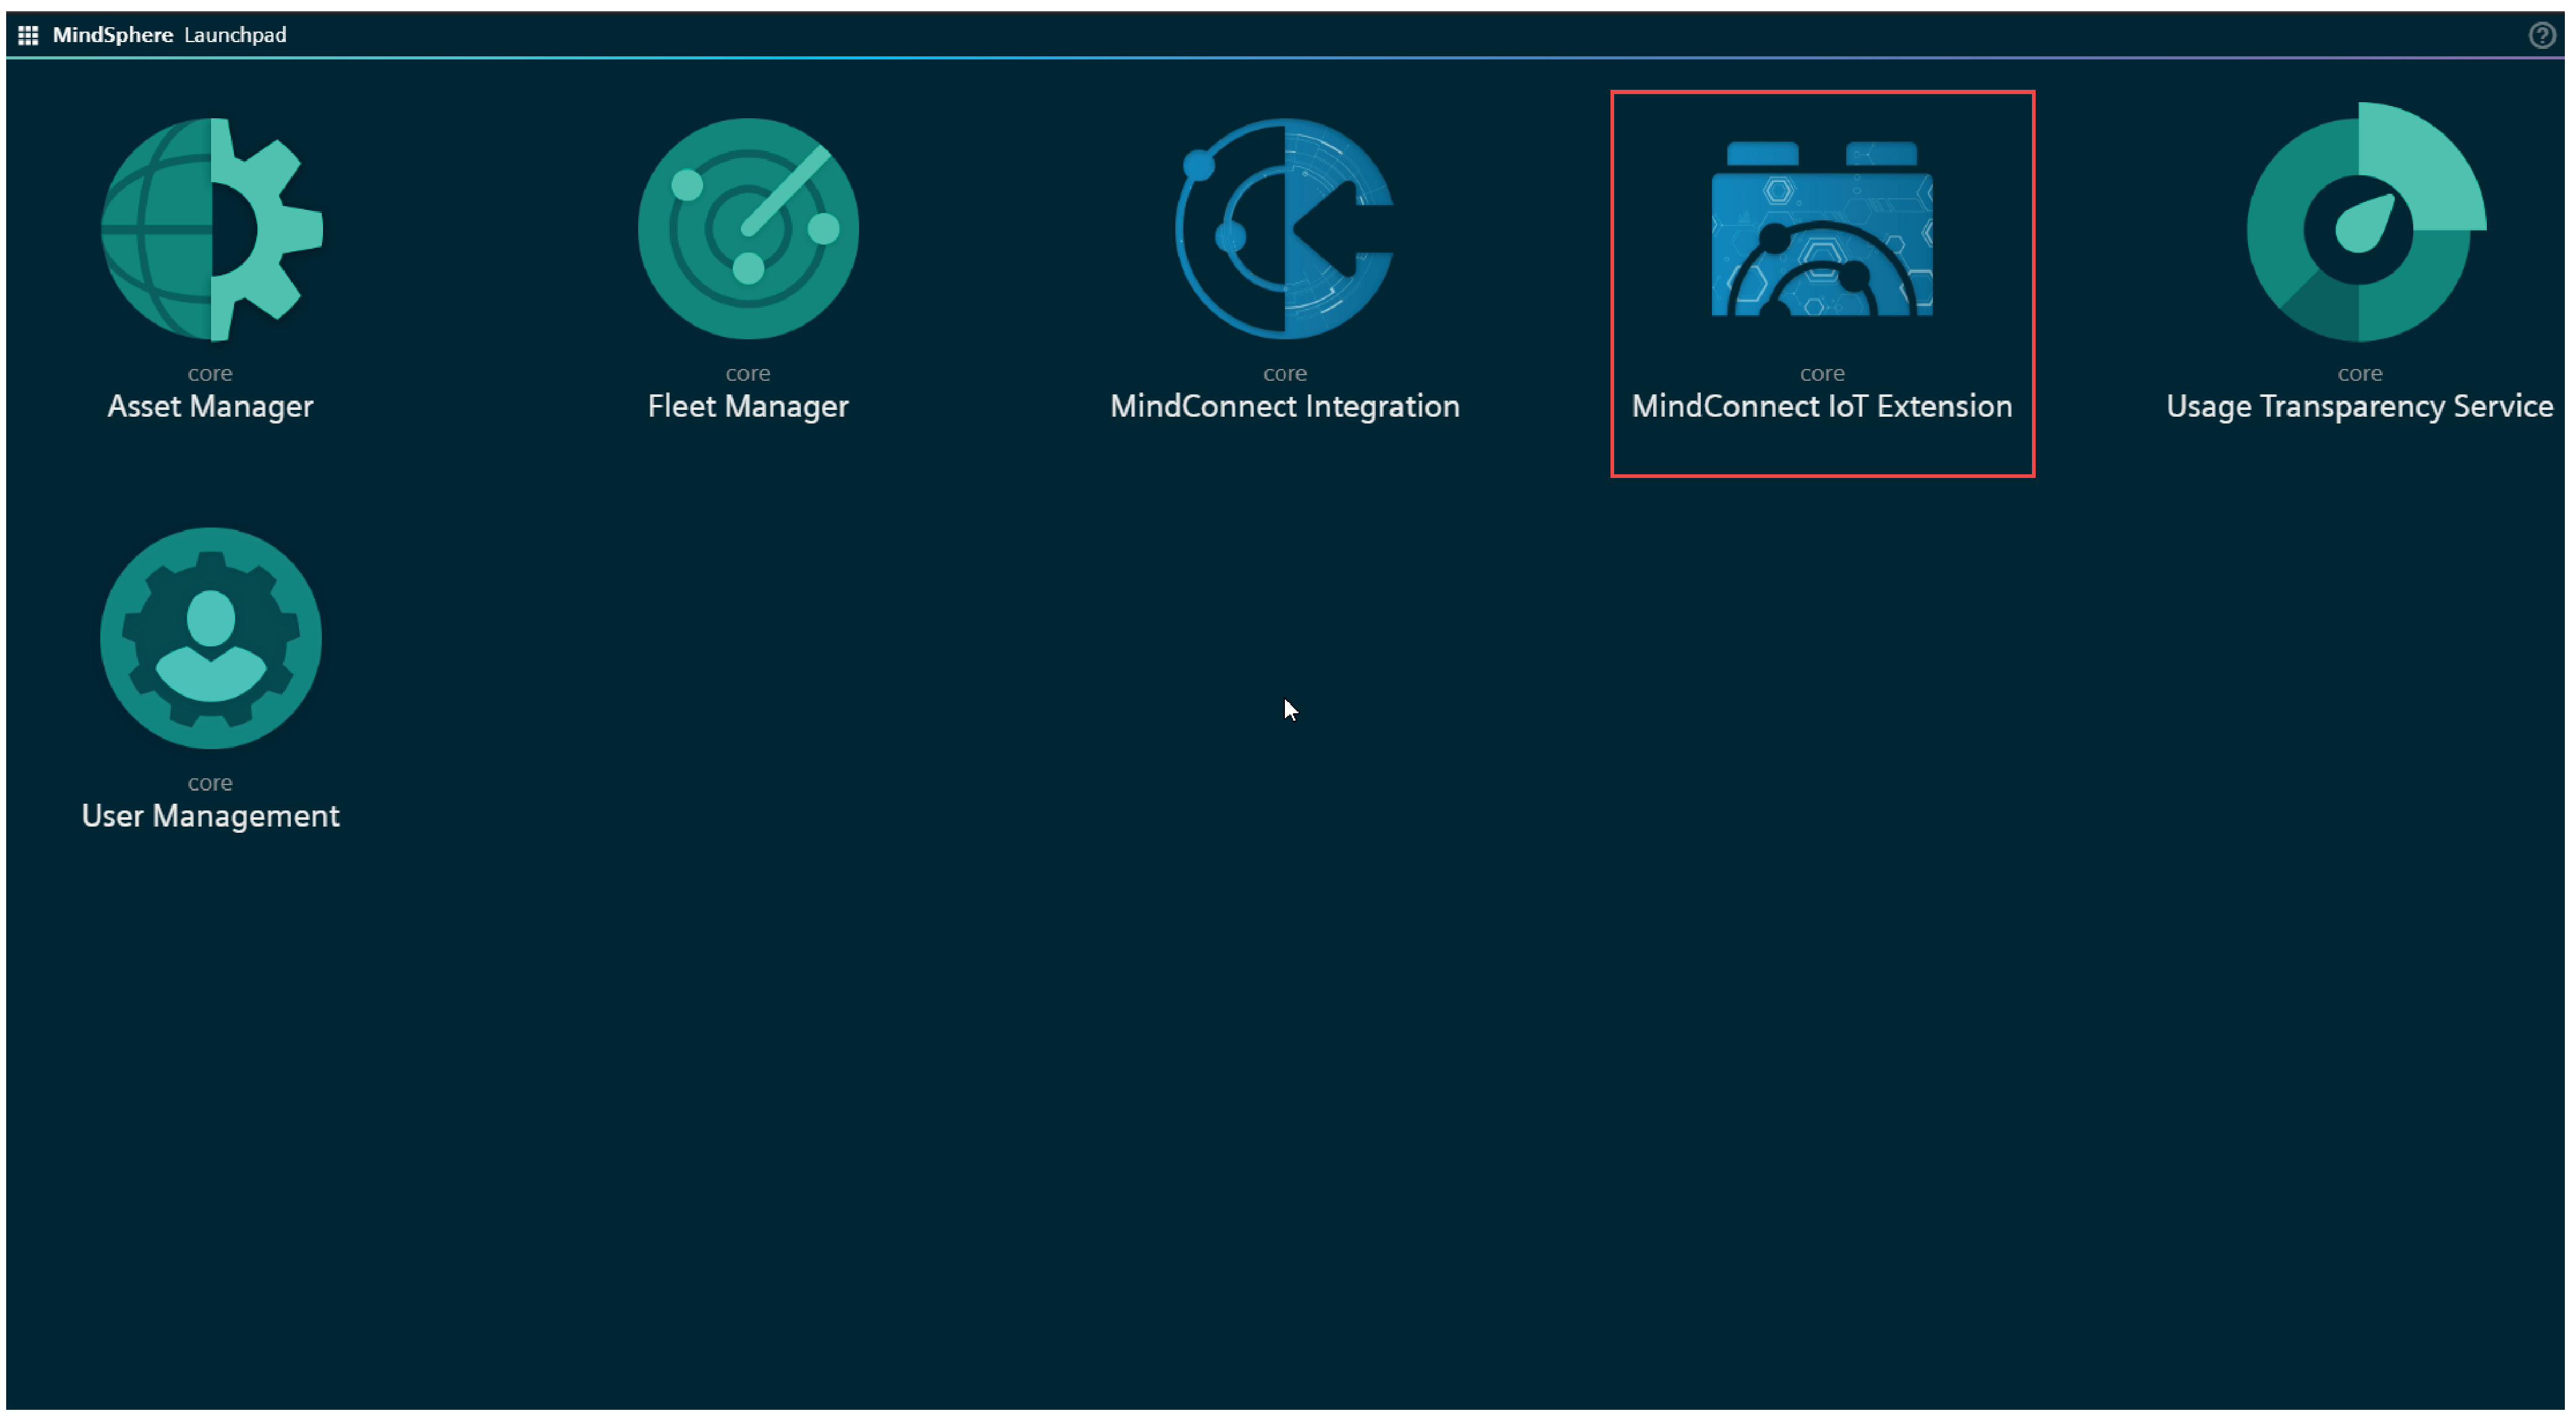 MindSphere Launchpad
core
Asset Manager
core
Fleet Manager
core
MindConnect Integration
core
MindConnect IoT Extension
core
Usage Transparency Service
core
User Management